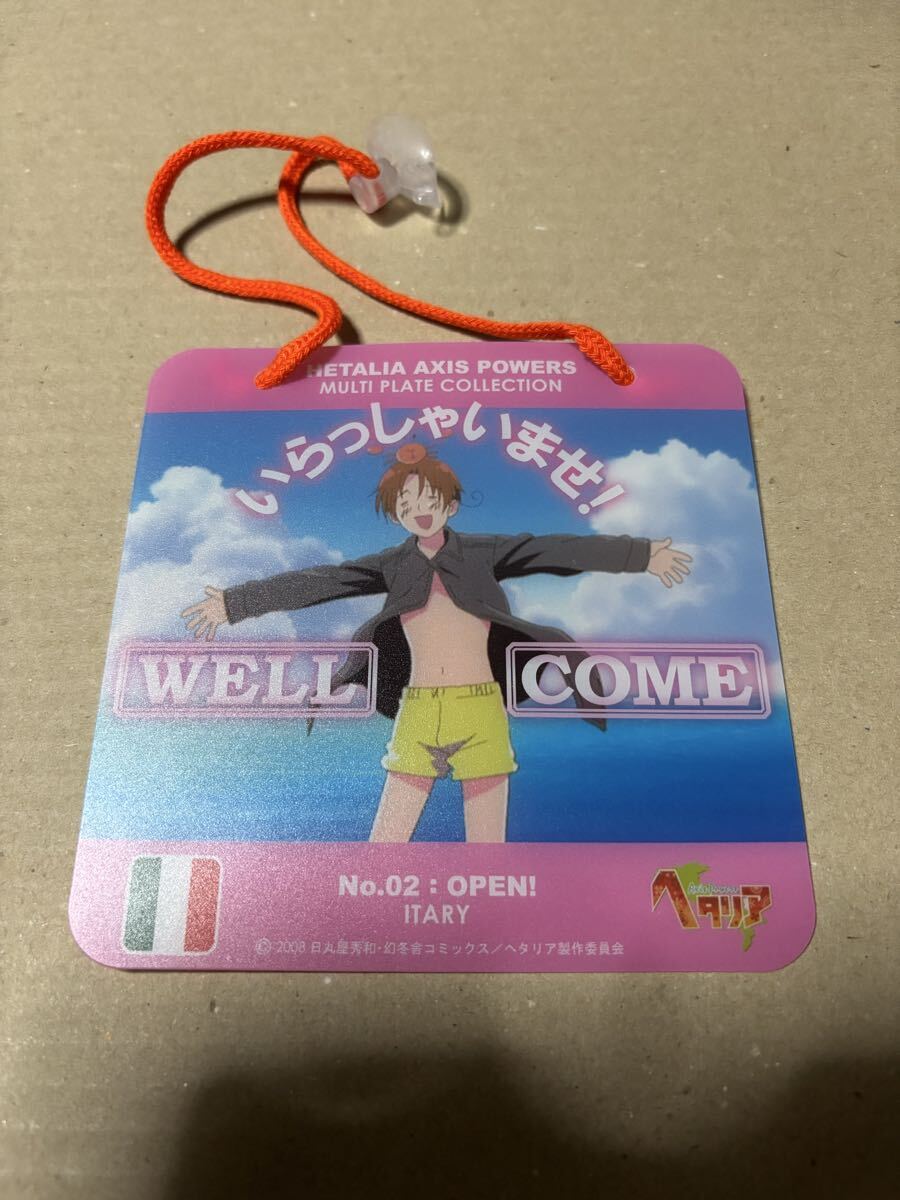 HETALIA AXIS POWERS
MULTI PLATE COLLECTION
いらっしゃいませ!
WELL COME
No.02 : OPEN!
ITARY
ヘタリア
© 2008 日丸屋秀和・幻冬舎コミックス/ヘタリア製作委員会